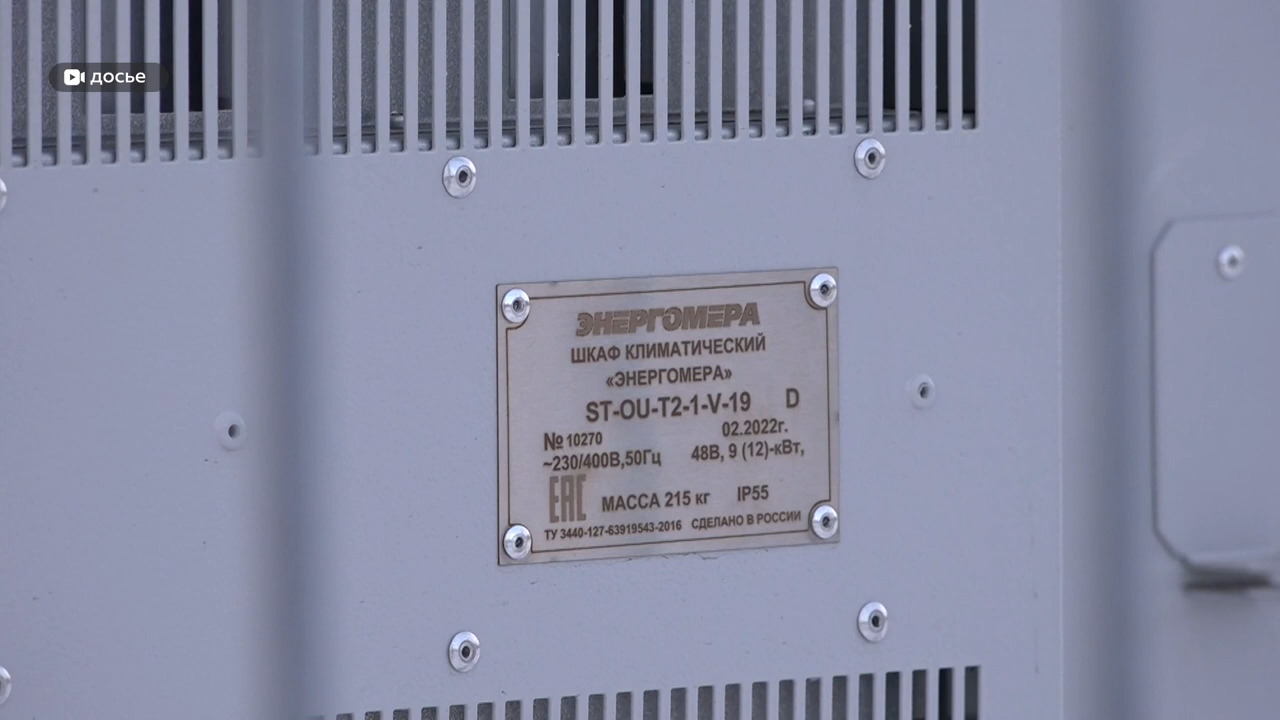 досье
ЭНЕРГОМЕРА
ШКАФ КЛИМАТИЧЕСКИЙ
«ЭНЕРГОМЕРА»
ST-OU-T2-1-V-19 D
№ 10270 02.2022г.
~230/400В,50Гц 48В, 9 (12)-кВт,
ЕАС МАССА 215 кг IP55
ТУ 3440-127-63919543-2016 СДЕЛАНО В РОССИИ